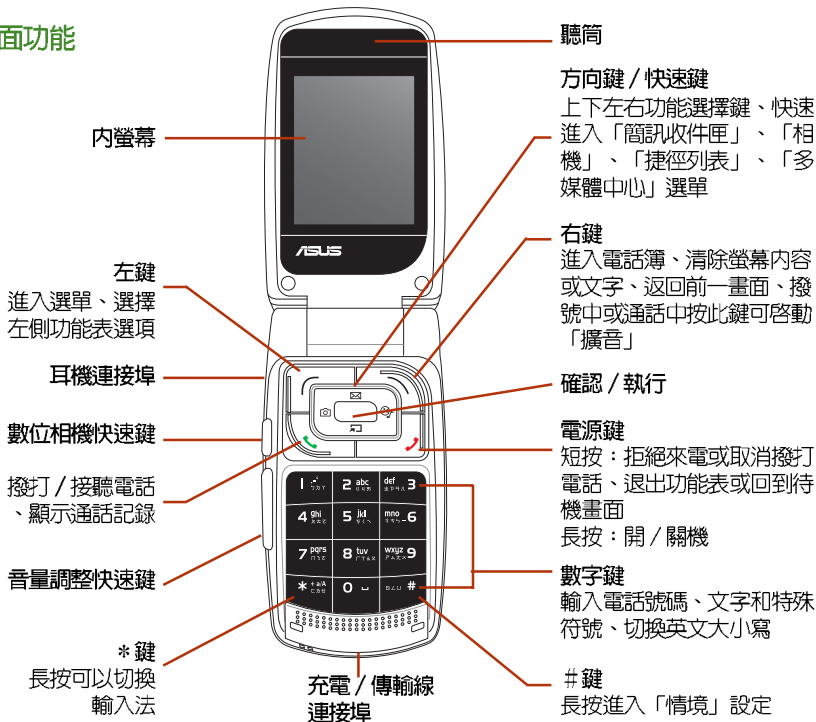 面功能
聽筒
方向鍵 / 快速鍵
上下左右功能選擇鍵、快速
進入「簡訊收件匣」、「相
機」、「捷徑列表」、「多
媒體中心」選單
內螢幕
ASUS
右鍵
進入電話簿、清除螢幕內容
或文字、返回前一畫面、撥
號中或通話中按此鍵可啓動
「擴音」
左鍵
進入選單、選擇
左側功能表選項
耳機連接埠
確認 / 執行
數位相機快速鍵
電源鍵
短按：拒絕來電或取消撥打
電話、退出功能表或回到待
機畫面
長按：開 / 關機
撥打 / 接聽電話
、顯示通話記錄
1
2 abc
def 3
4 ghi
5 jkl
mno 6
7 pqrs
8 tuv
wxyz 9
* + a/A
0
#
音量調整快速鍵
數字鍵
輸入電話號碼、文字和特殊
符號、切換英文大小寫
＊鍵
長按可以切換
輸入法
充電 / 傳輸線
連接埠
＃鍵
長按進入「情境」設定